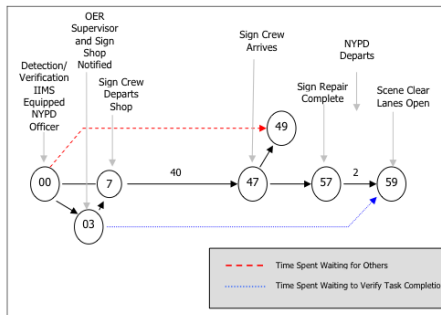 OER
Supervisor
and Sign
Shop
Notified
Detection/
Verification
IIMS
Equipped
NYPD
Officer
Sign Crew
Departs
Shop
Sign Crew
Arrives
NYPD
Departs
Sign Repair
Complete
Scene Clear
Lanes Open
49
00
7
40
47
57
2
59
03
Time Spent Waiting for Others
Time Spent Waiting to Verify Task Completio